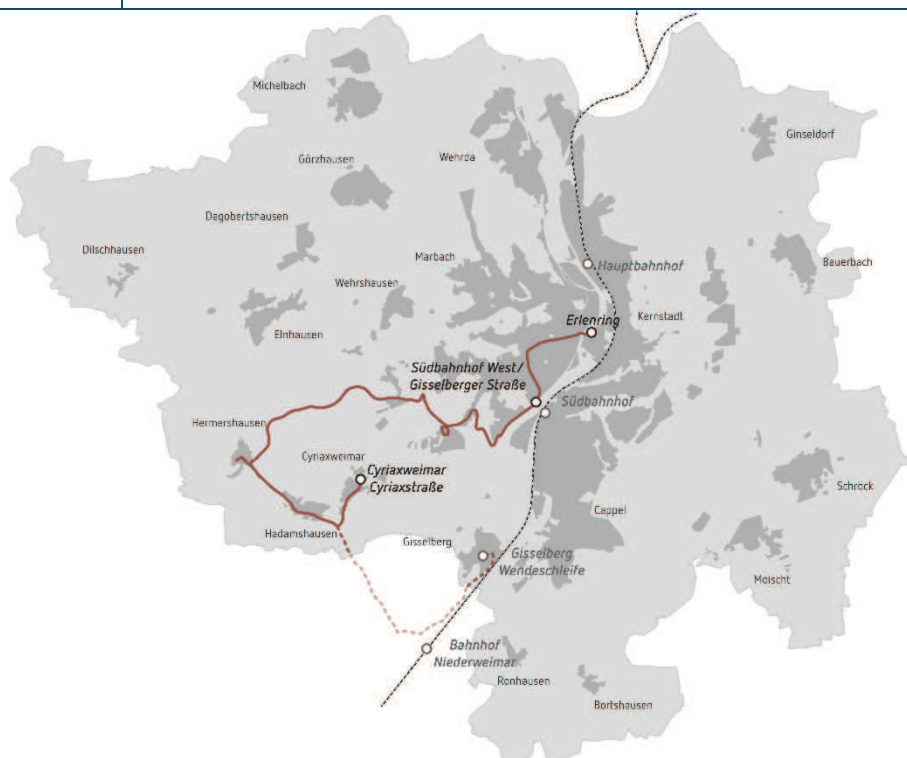 Michelbach
Ginseldorf
Görzhausen
Wehrda
Dagobertshausen
Dilschhausen
Marbach
Bauerbach
Hauptbahnhof
Wehrshausen
Elnhausen
Erlenring
Kernstadt
Südbahnhof West/
Gisselberger Straße
Südbahnhof
Hermershausen
Cyriaxweimar
Cyriaxweimar
Cyriaxstraße
Schröck
Hadamshausen
Cappel
Gisselberg
Gisselberg
Wendeschleife
Moischt
Bahnhof
Niederweimar
Ronhausen
Bortshausen